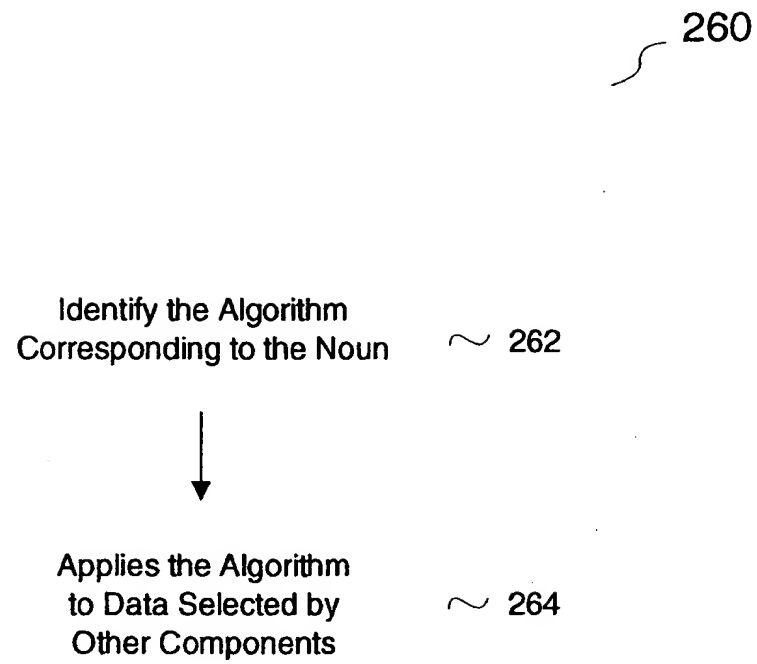 260
Identify the Algorithm
Corresponding to the Noun
262
Applies the Algorithm
to Data Selected by
Other Components
264